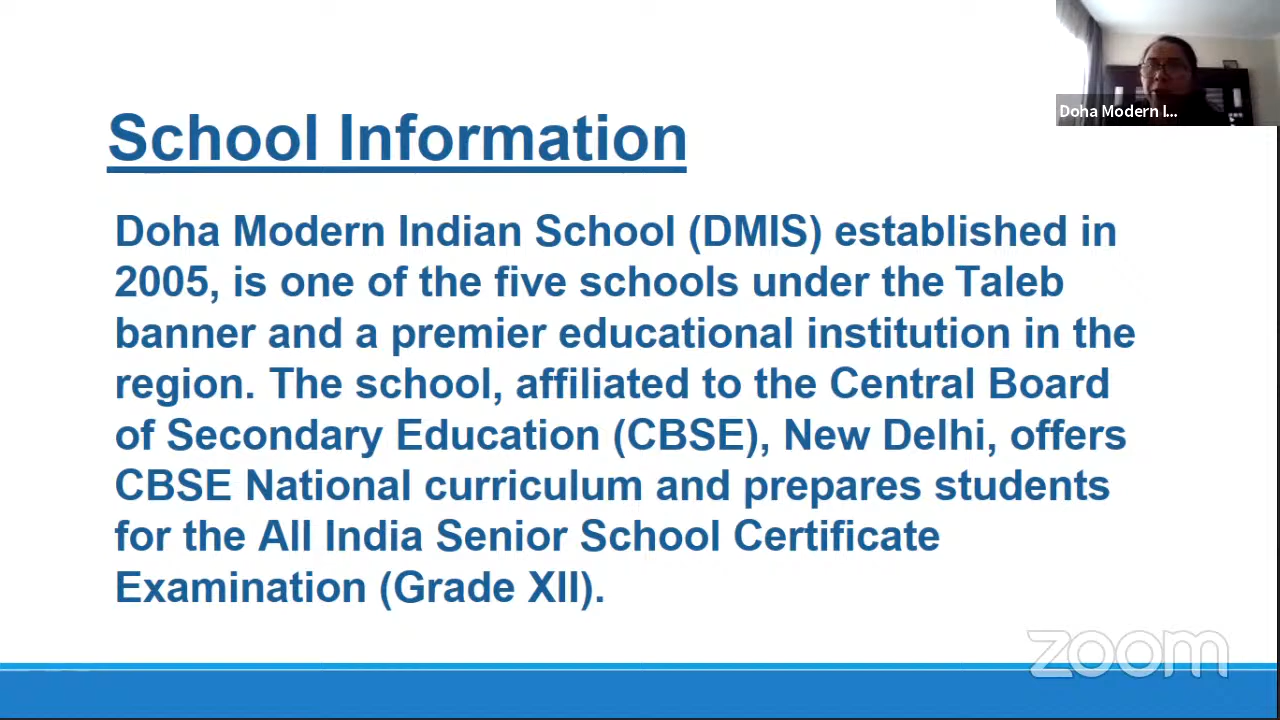 Doha Modern I...
School Information
Doha Modern Indian School (DMIS) established in
2005, is one of the five schools under the Taleb
banner and a premier educational institution in the
region. The school, affiliated to the Central Board
of Secondary Education (CBSE), New Delhi, offers
CBSE National curriculum and prepares students
for the All India Senior School Certificate
Examination (Grade XII).
zoom